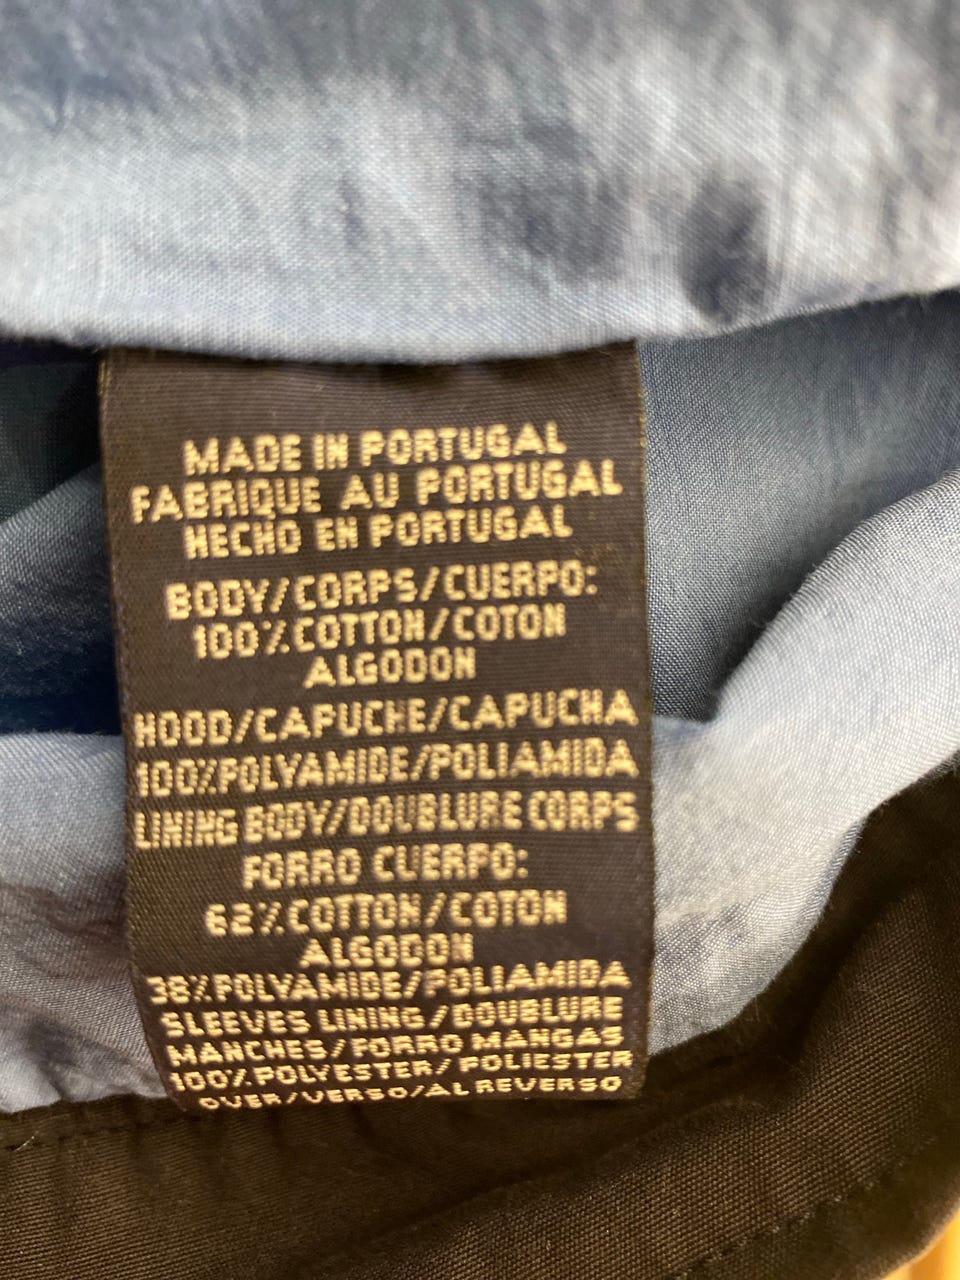 MADE IN PORTUGAL
FABRIQUE AU PORTUGAL
HECHO EN PORTUGAL
BODY/CORPS/CUERPO:
100%COTTON/COTON
ALGODON
HOOD/CAPUCHE/CAPUCHA
100%POLYAMIDE/POLIAMIDA
LINING BODY/DOUBLURE CORPS
FORRO CUERPO:
62%COTTON/COTON
ALGODON
38%POLYAMIDE/POLIAMIDA
SLEEVES LINING/DOUBLURE
MANCHES/FORRO MANGAS
100%POLYESTER/POLIESTER
OVER/VERSO/AL REVERSO